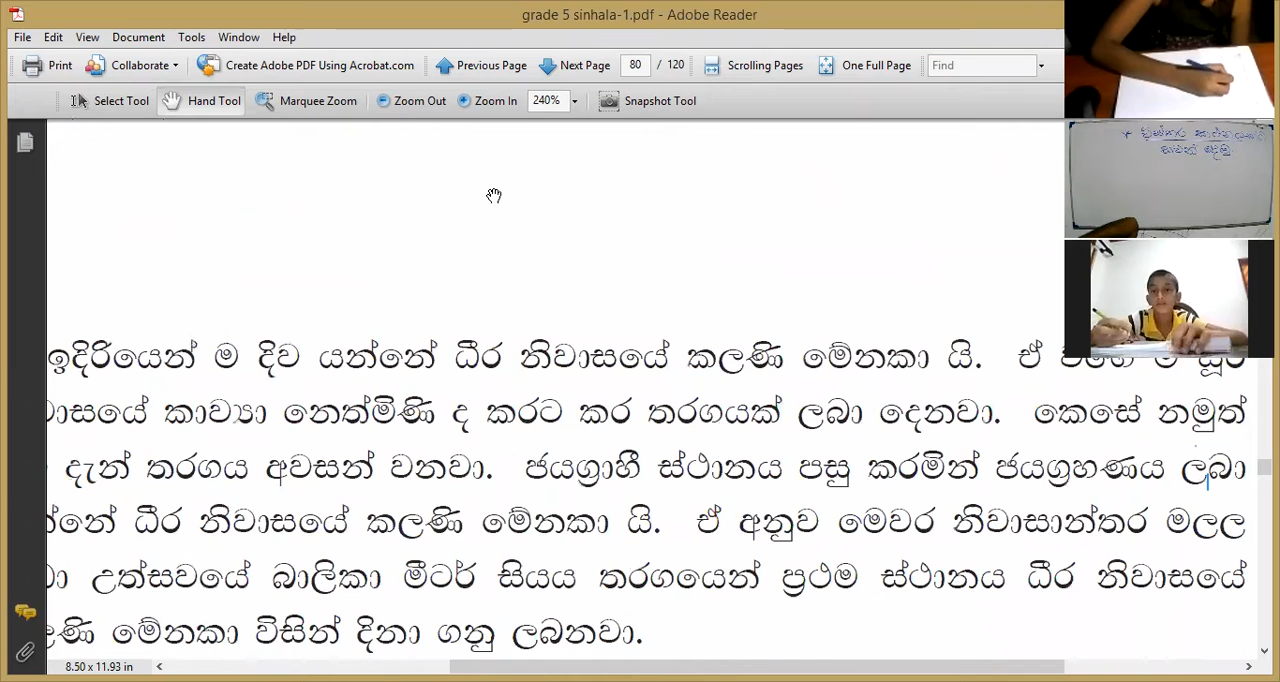 grade 5 sinhala-1.pdf - Adobe Reader
File Edit View Document Tools Window Help
Print Collaborate Create Adobe PDF Using Acrobat.com Previous Page Next Page 80 / 120 Scrolling Pages One Full Page Find
Select Tool Hand Tool Marquee Zoom Zoom Out Zoom In 240% Snapshot Tool
ඉදිරියෙන් ම දිව යන්නේ ධීර නිවාසයේ කලණි මේනකා යි. ඒ
කාව්‍යා නෙත්මිණි ද කරට කර තරගයක් ලබා දෙනවා. කෙසේ නමුත්
දැන් තරගය අවසන් වනවා. ජයග්‍රාහී ස්ථානය පසු කරමින් ජයග්‍රහණය ලබා
ධීර නිවාසයේ කලණි මේනකා යි. ඒ අනුව මෙවර නිවාසාන්තර මලල
උත්සවයේ බාලිකා මීටර් සියය තරගයෙන් ප්‍රථම ස්ථානය ධීර නිවාසයේ
මේනකා විසින් දිනා ගනු ලබනවා.
8.50 x 11.93 in